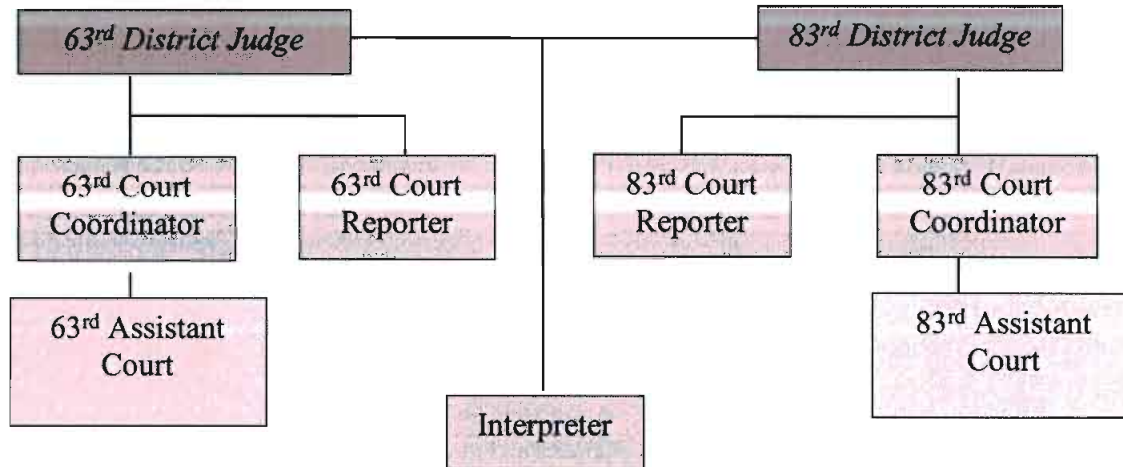 63rd District Judge
83rd District Judge
63rd Court
Coordinator
63rd Court
Reporter
83rd Court
Reporter
83rd Court
Coordinator
63rd Assistant
Court
83rd Assistant
Court
Interpreter